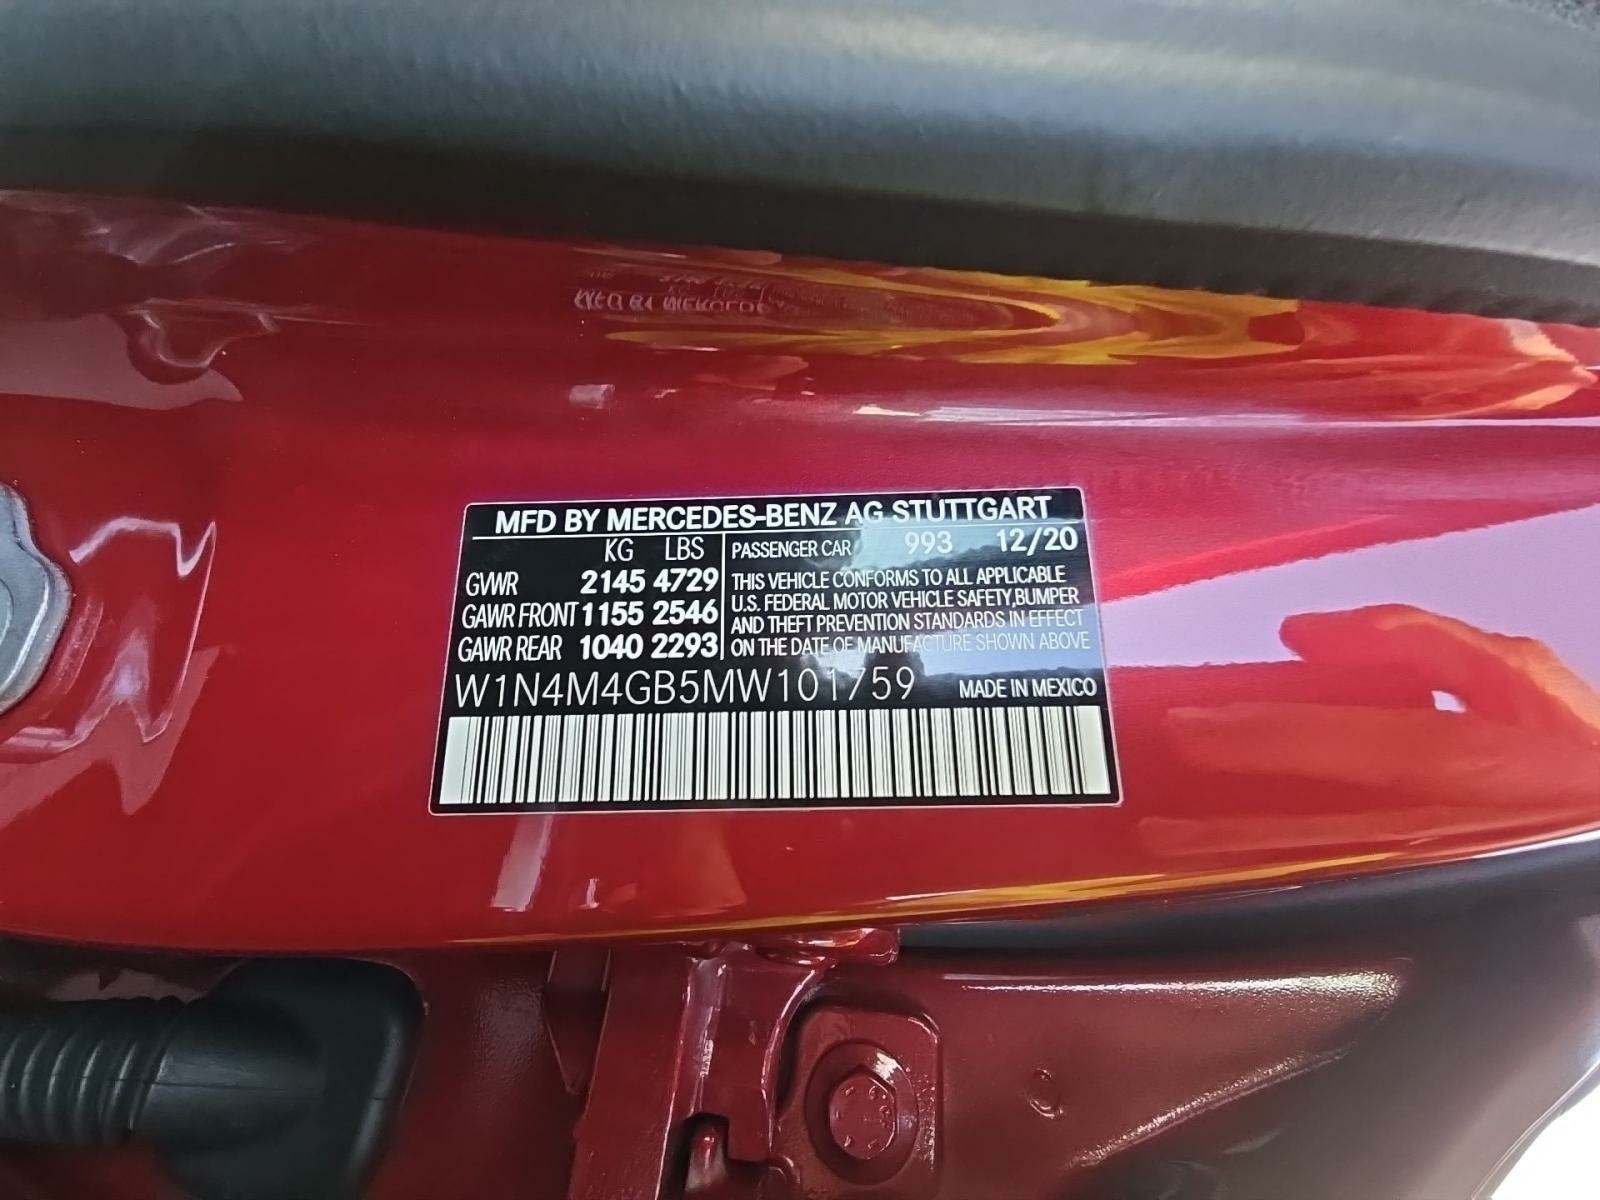 MFD BY MERCEDES-BENZ AG STUTTGART
KG LBS
GVWR 2145 4729
GAWR FRONT 1155 2546
GAWR REAR 1040 2293
PASSENGER CAR 993 12/20
THIS VEHICLE CONFORMS TO ALL APPLICABLE
U.S. FEDERAL MOTOR VEHICLE SAFETY,BUMPER
AND THEFT PREVENTION STANDARDS IN EFFECT
ON THE DATE OF MANUFACTURE SHOWN ABOVE
W1N4M4GB5MW101759 MADE IN MEXICO